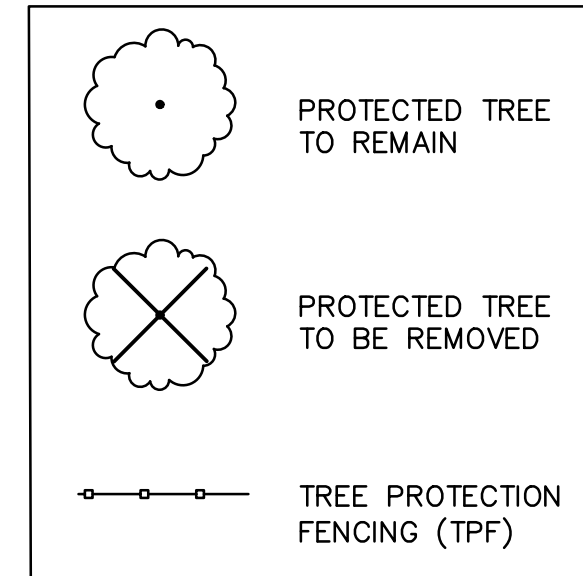 PROTECTED TREE
TO REMAIN
PROTECTED TREE
TO BE REMOVED
TREE PROTECTION
FENCING (TPF)